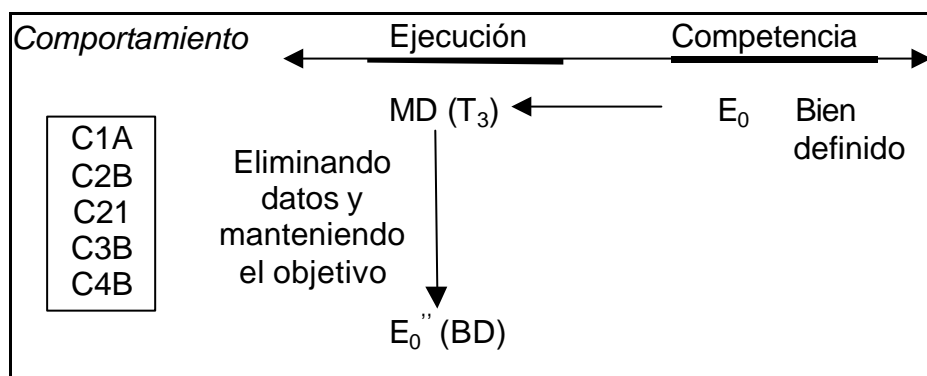 Comportamiento Ejecución Competencia
MD (T3) E0 Bien
definido
C1A
C2B
C21
C3B
C4B
Eliminando
datos y
manteniendo
el objetivo
E0'' (BD)